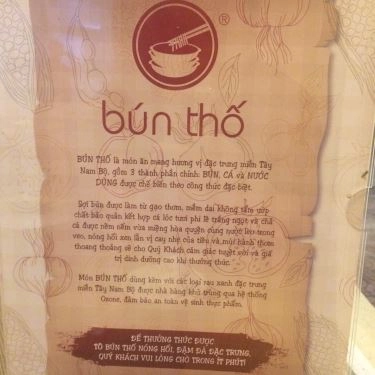 ®
bún thố
BÚN THỐ là món ăn mang hương vị đặc trưng miền Tây
Nam Bộ, gồm 3 thành phần chính: BÚN, CÁ và NƯỚC
DÙNG được chế biến theo công thức đặc biệt.
Sợi bún được làm từ gạo thơm, mềm dai không tẩm ướp
chất bảo quản kết hợp cá lóc tươi phi lê trắng ngọt và chả
cá được nêm nếm vừa miệng hòa quyện cùng nước lèo trong
veo, nóng hổi xen lẫn vị cay nhẹ của tiêu và mùi hành thơm
thoang thoảng sẽ cho Quý Khách cảm giác tuyệt vời và giá
trị dinh dưỡng cao khi thưởng thức.
Món BÚN THỐ dùng kèm với các loại rau xanh đặc trưng
miền Tây Nam Bộ được nhà hàng khử trùng qua hệ thống
Ozone, đảm bảo an toàn vệ sinh thực phẩm.
ĐỂ THƯỞNG THỨC ĐƯỢC
TÔ BÚN THỐ NÓNG HỔI, ĐẬM ĐÀ ĐẶC TRƯNG,
QUÝ KHÁCH VUI LÒNG CHỜ TRONG ÍT PHÚT!